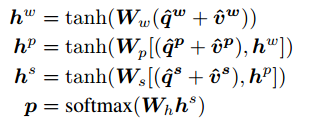 h^w = tanh(W_w(q̂^w + v̂^w))
h^p = tanh(W_p[(q̂^p + v̂^p), h^w])
h^s = tanh(W_s[(q̂^s + v̂^s), h^p])
p = softmax(W_h h^s)